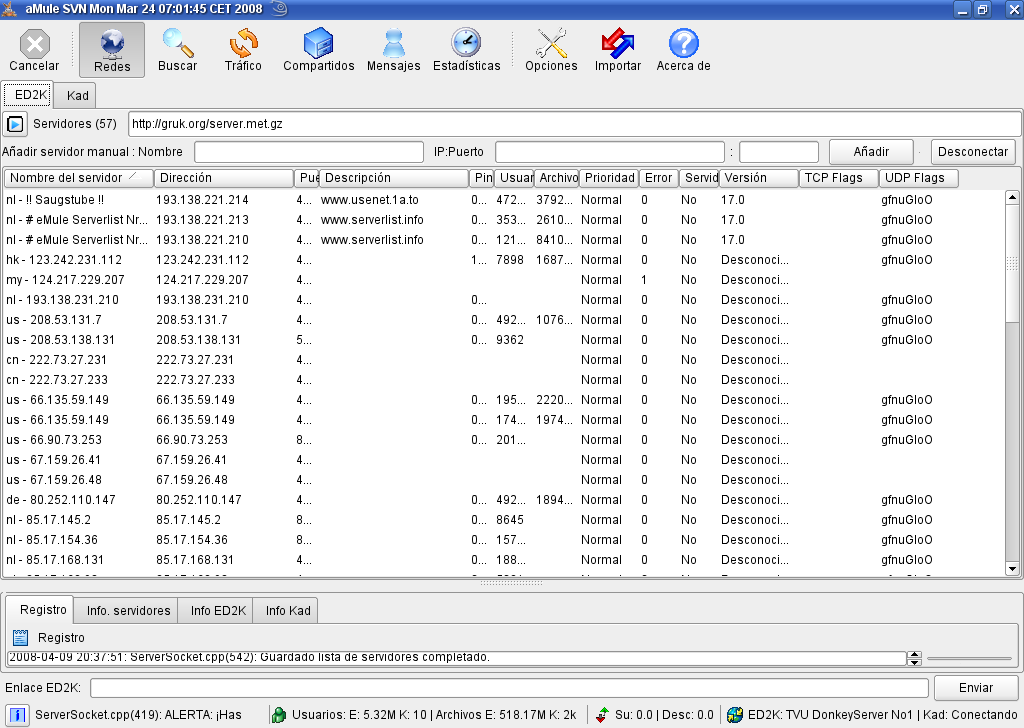 aMule SVN Mon Mar 24 07:01:45 CET 2008
Cancelar Redes Buscar Tráfico Compartidos Mensajes Estadísticas Opciones Importar Acerca de
ED2K Kad
Servidores (57) http://gruk.org/server.met.gz
Añadir servidor manual : Nombre IP:Puerto : Añadir Desconectar
Nombre del servidor Dirección Pue Descripción Pin Usuar Archivo Prioridad Error Servid Versión TCP Flags UDP Flags
nl - !! Saugstube !! 193.138.221.214 4... www.usenet.1a.to 0... 472... 3792... Normal 0 No 17.0 gfnuGIoO
nl - # eMule Serverlist Nr... 193.138.221.213 4... www.serverlist.info 0... 353... 2610... Normal 0 No 17.0 gfnuGIoO
nl - # eMule Serverlist Nr... 193.138.221.210 4... www.serverlist.info 0... 121... 8410... Normal 0 No 17.0 gfnuGIoO
hk - 123.242.231.112 123.242.231.112 4... 1... 7898 1687... Normal 0 No Desconoci... gfnuGIoO
my - 124.217.229.207 124.217.229.207 4... Normal 1 No Desconoci...
nl - 193.138.231.210 193.138.231.210 4... 0... Normal 0 No Desconoci... gfnuGIoO
us - 208.53.131.7 208.53.131.7 4... 0... 492... 1076... Normal 0 No Desconoci... gfnuGIoO
us - 208.53.138.131 208.53.138.131 5... 0... 9362 Normal 0 No Desconoci... gfnuGIoO
cn - 222.73.27.231 222.73.27.231 4... Normal 0 No Desconoci...
cn - 222.73.27.233 222.73.27.233 4... Normal 0 No Desconoci...
us - 66.135.59.149 66.135.59.149 4... 0... 195... 2220... Normal 0 No Desconoci... gfnuGIoO
us - 66.135.59.149 66.135.59.149 4... 0... 174... 1974... Normal 0 No Desconoci... gfnuGIoO
us - 66.90.73.253 66.90.73.253 8... 0... 201... Normal 0 No Desconoci... gfnuGIoO
us - 67.159.26.41 67.159.26.41 4... Normal 0 No Desconoci...
us - 67.159.26.48 67.159.26.48 4... Normal 0 No Desconoci...
de - 80.252.110.147 80.252.110.147 4... 0... 492... 1894... Normal 0 No Desconoci... gfnuGIoO
nl - 85.17.145.2 85.17.145.2 8... 0... 8645 Normal 0 No Desconoci... gfnuGIoO
nl - 85.17.154.36 85.17.154.36 8... 0... 157... Normal 0 No Desconoci... gfnuGIoO
nl - 85.17.168.131 85.17.168.131 4... 0... 188... Normal 0 No Desconoci... gfnuGIoO
Registro Info. servidores Info ED2K Info Kad
Registro
2008-04-09 20:37:51: ServerSocket.cpp(542): Guardado lista de servidores completado.
Enlace ED2K: Enviar
ServerSocket.cpp(419): ALERTA: ¡Has Usuarios: E: 5.32M K: 10 | Archivos E: 518.17M K: 2k Su: 0.0 | Desc: 0.0 ED2K: TVU DonkeyServer No1 | Kad: Conectando